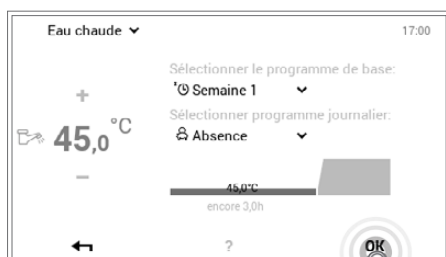 Eau chaude
17:00
Sélectionner le programme de base:
Semaine 1
Sélectionner programme journalier:
Absence
+
45,0 °C
–
45,0°C
encore 3,0h
?
OK